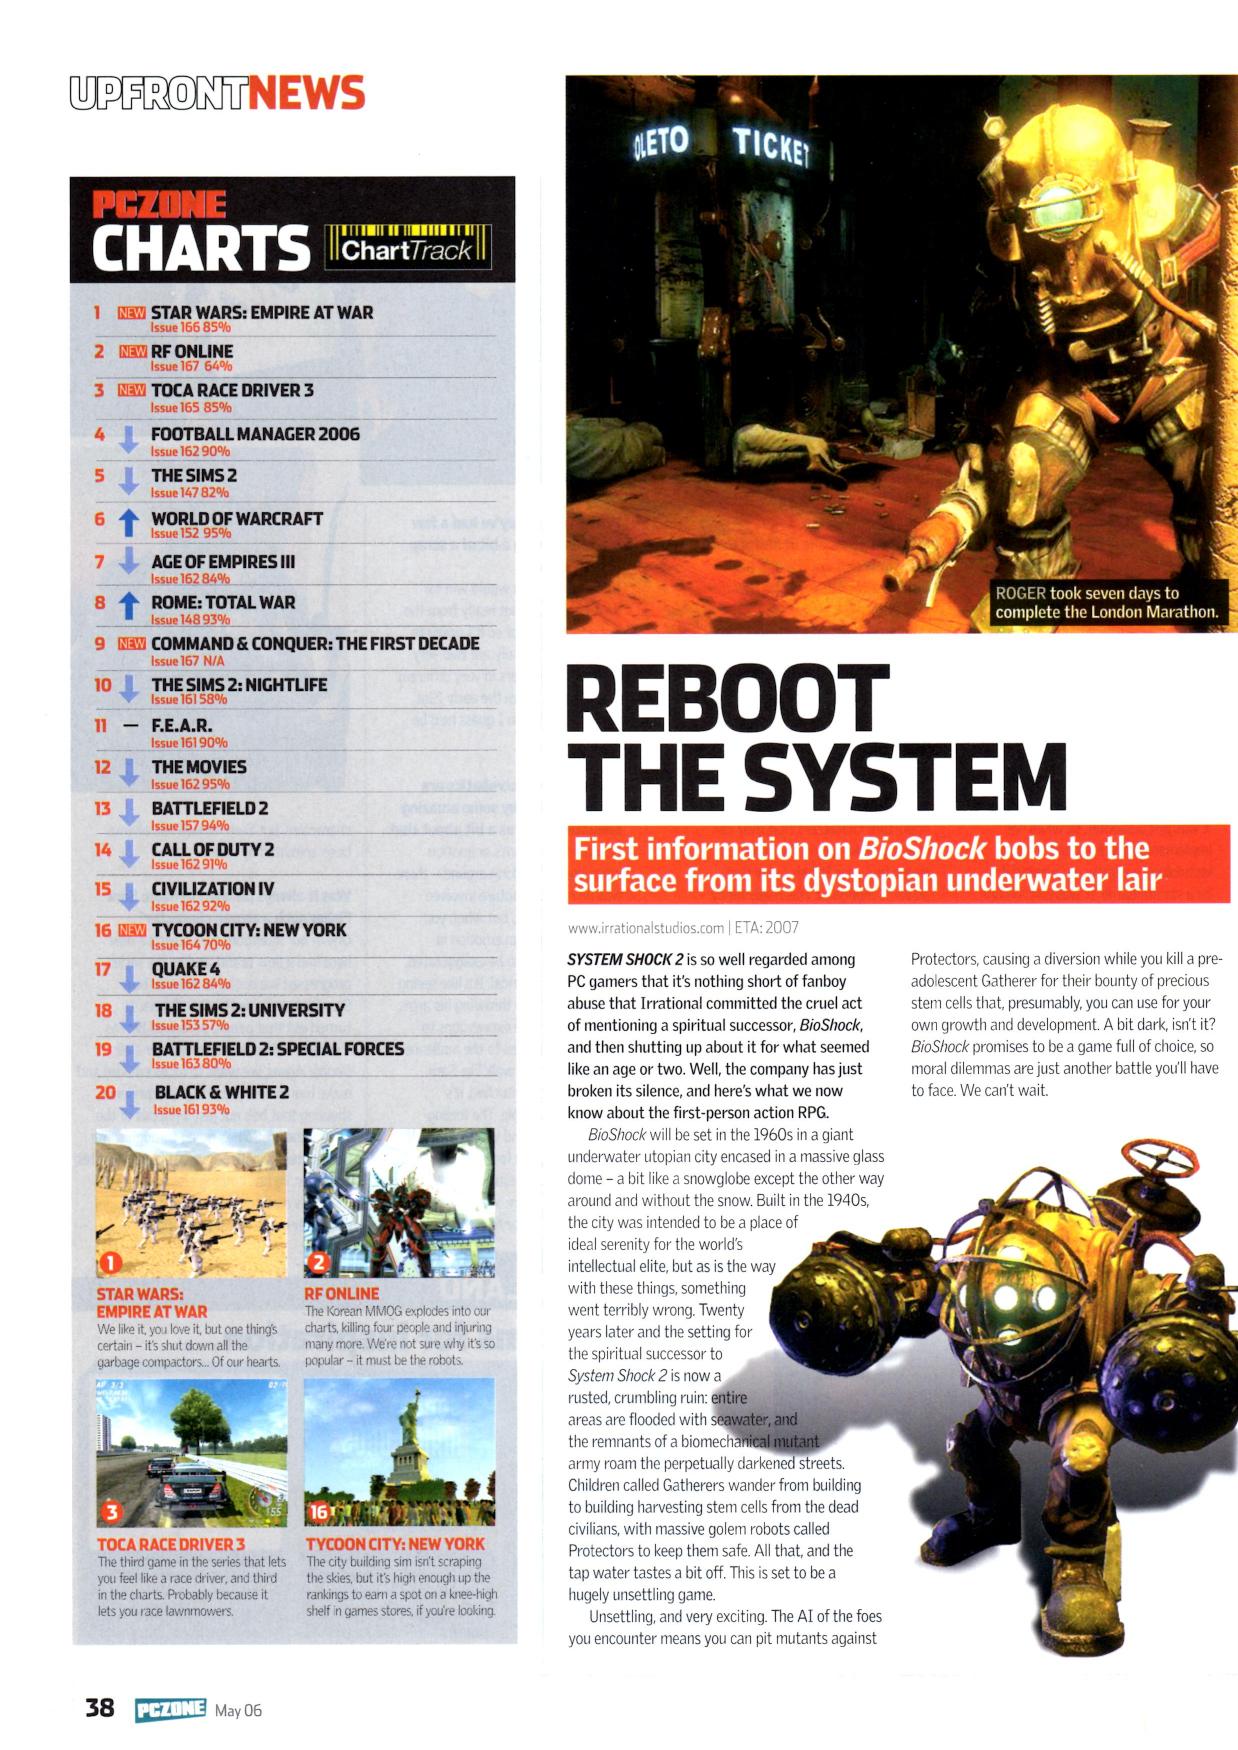 UPFRONTNEWS
PCZONE
CHARTS
ChartTrack
1 NEW STAR WARS: EMPIRE AT WAR
Issue 166 85%
2 NEW RF ONLINE
Issue 167 64%
3 NEW TOCA RACE DRIVER 3
Issue 165 85%
4 FOOTBALL MANAGER 2006
Issue 162 90%
5 THE SIMS 2
Issue 147 82%
6 WORLD OF WARCRAFT
Issue 152 95%
7 AGE OF EMPIRES III
Issue 162 84%
8 ROME: TOTAL WAR
Issue 148 93%
9 NEW COMMAND & CONQUER: THE FIRST DECADE
Issue 167 N/A
10 THE SIMS 2: NIGHTLIFE
Issue 161 58%
11 – F.E.A.R.
Issue 161 90%
12 THE MOVIES
Issue 162 95%
13 BATTLEFIELD 2
Issue 157 94%
14 CALL OF DUTY 2
Issue 162 91%
15 CIVILIZATION IV
Issue 162 92%
16 NEW TYCOON CITY: NEW YORK
Issue 164 70%
17 QUAKE 4
Issue 162 84%
18 THE SIMS 2: UNIVERSITY
Issue 153 57%
19 BATTLEFIELD 2: SPECIAL FORCES
Issue 163 80%
20 BLACK & WHITE 2
Issue 161 93%
1
STAR WARS:
EMPIRE AT WAR
We like it, you love it, but one thing's
certain – it's shut down all the
garbage compactors... Of our hearts.
2
RF ONLINE
The Korean MMOG explodes into our
charts, killing four people and injuring
many more. We're not sure why it's so
popular – it must be the robots.
3
TOCA RACE DRIVER 3
The third game in the series that lets
you feel like a race driver, and third
in the charts. Probably because it
lets you race lawnmowers.
16
TYCOON CITY: NEW YORK
The city building sim isn't scraping
the skies, but it's high enough up the
rankings to earn a spot on a knee-high
shelf in games stores, if you're looking.
OLETO TICKET
ROGER took seven days to
complete the London Marathon.
REBOOT
THE SYSTEM
First information on BioShock bobs to the
surface from its dystopian underwater lair
www.irrationalstudios.com | ETA: 2007
SYSTEM SHOCK 2 is so well regarded among
PC gamers that it's nothing short of fanboy
abuse that Irrational committed the cruel act
of mentioning a spiritual successor, BioShock,
and then shutting up about it for what seemed
like an age or two. Well, the company has just
broken its silence, and here's what we now
know about the first-person action RPG.
BioShock will be set in the 1960s in a giant
underwater utopian city encased in a massive glass
dome – a bit like a snowglobe except the other way
around and without the snow. Built in the 1940s,
the city was intended to be a place of
ideal serenity for the world's
intellectual elite, but as is the way
with these things, something
went terribly wrong. Twenty
years later and the setting for
the spiritual successor to
System Shock 2 is now a
rusted, crumbling ruin: entire
areas are flooded with seawater, and
the remnants of a biomechanical mutant
army roam the perpetually darkened streets.
Children called Gatherers wander from building
to building harvesting stem cells from the dead
civilians, with massive golem robots called
Protectors to keep them safe. All that, and the
tap water tastes a bit off. This is set to be a
hugely unsettling game.
Unsettling, and very exciting. The AI of the foes
you encounter means you can pit mutants against
Protectors, causing a diversion while you kill a pre-
adolescent Gatherer for their bounty of precious
stem cells that, presumably, you can use for your
own growth and development. A bit dark, isn't it?
BioShock promises to be a game full of choice, so
moral dilemmas are just another battle you'll have
to face. We can't wait.
38 PCZONE May 06